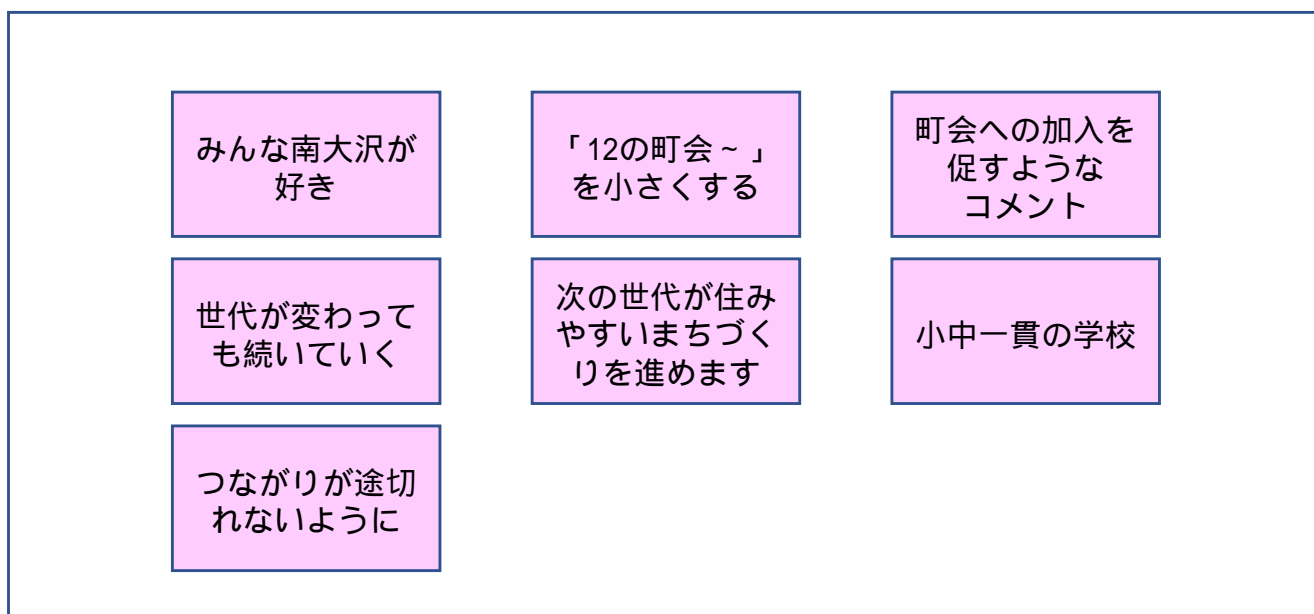 みんな南大沢が
好き
「12の町会～」
を小さくする
町会への加入を
促すような
コメント
世代が変わって
も続いていく
次の世代が住み
やすいまちづく
りを進めます
小中一貫の学校
つながりが途切
れないように